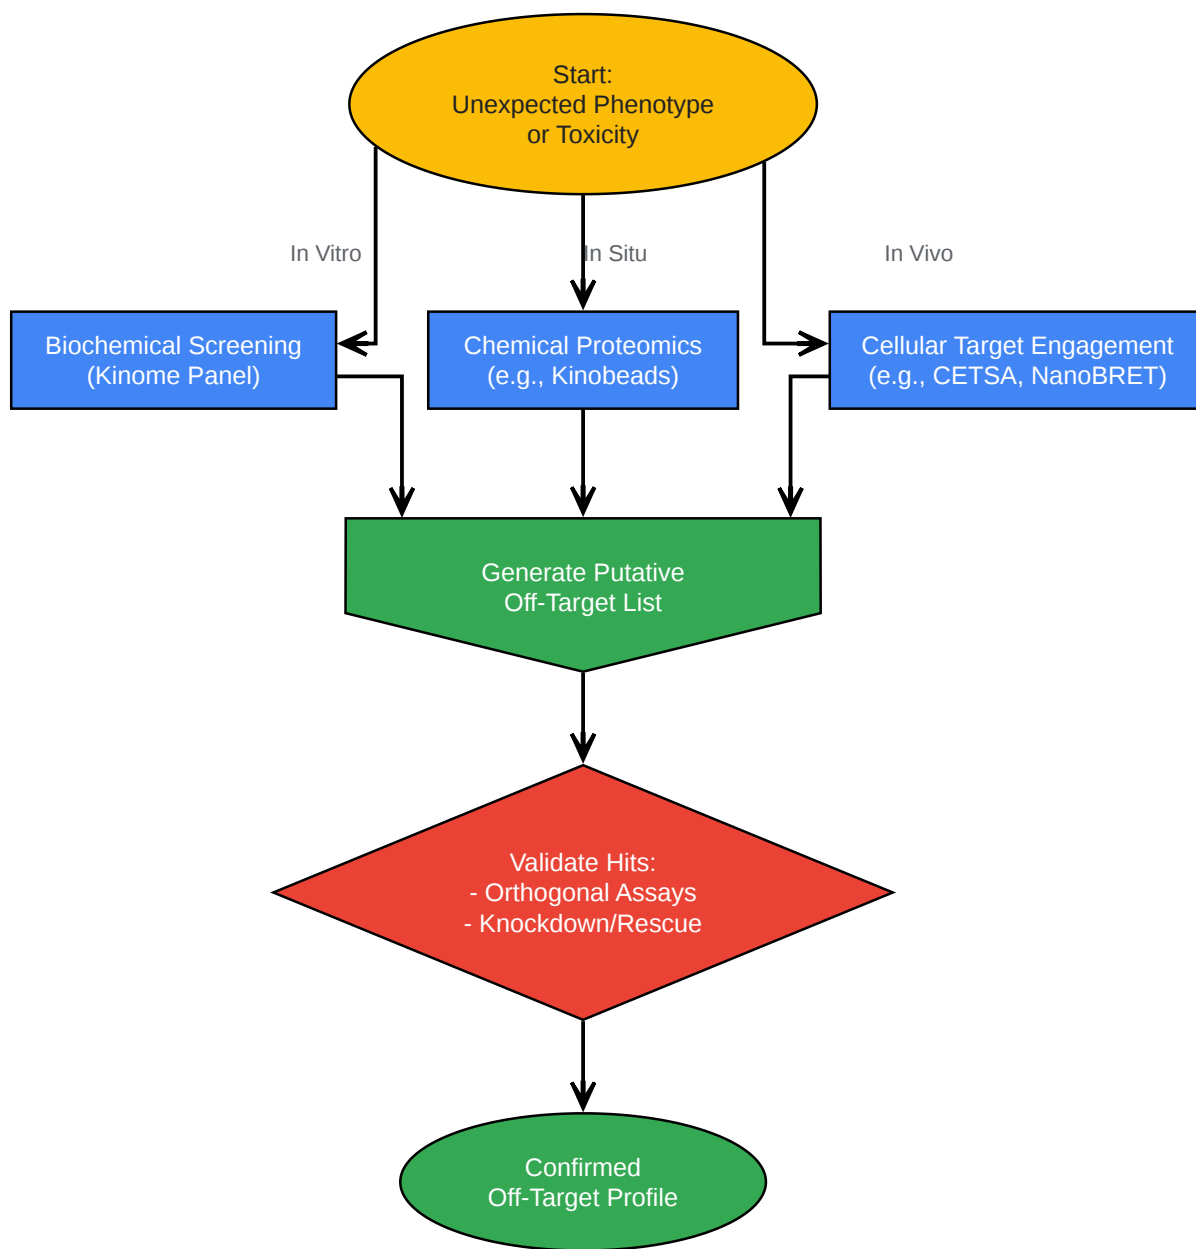 Start:
Unexpected Phenotype
or Toxicity
In Vitro
In Situ
In Vivo
Biochemical Screening
(Kinome Panel)
Chemical Proteomics
(e.g., Kinobeads)
Cellular Target Engagement
(e.g., CETSA, NanoBRET)
Generate Putative
Off-Target List
Validate Hits:
- Orthogonal Assays
- Knockdown/Rescue
Confirmed
Off-Target Profile